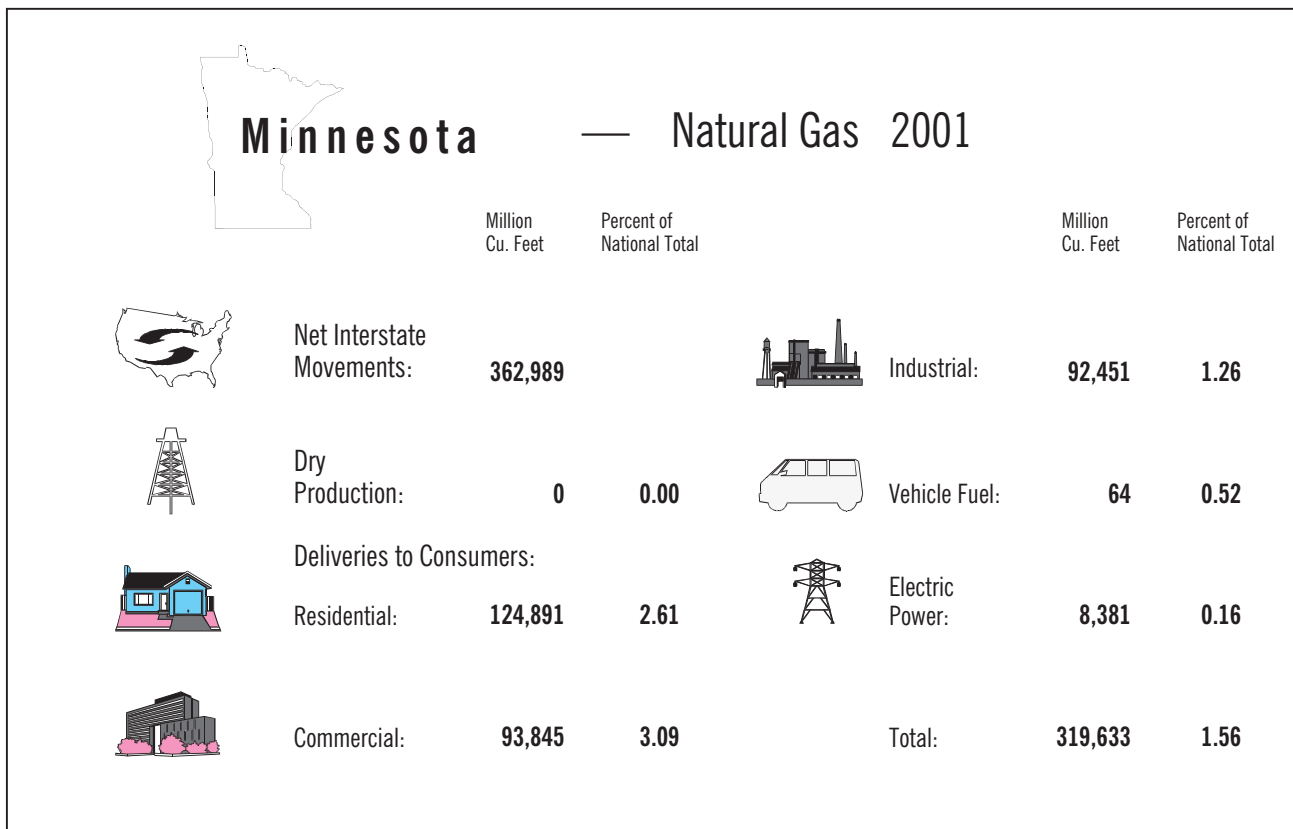 Minnesota — Natural Gas 2001
Million
Cu. Feet
Percent of
National Total
Million
Cu. Feet
Percent of
National Total
Net Interstate
Movements: 362,989
Industrial: 92,451 1.26
Dry
Production: 0 0.00
Vehicle Fuel: 64 0.52
Deliveries to Consumers:
Residential: 124,891 2.61
Electric
Power: 8,381 0.16
Commercial: 93,845 3.09
Total: 319,633 1.56